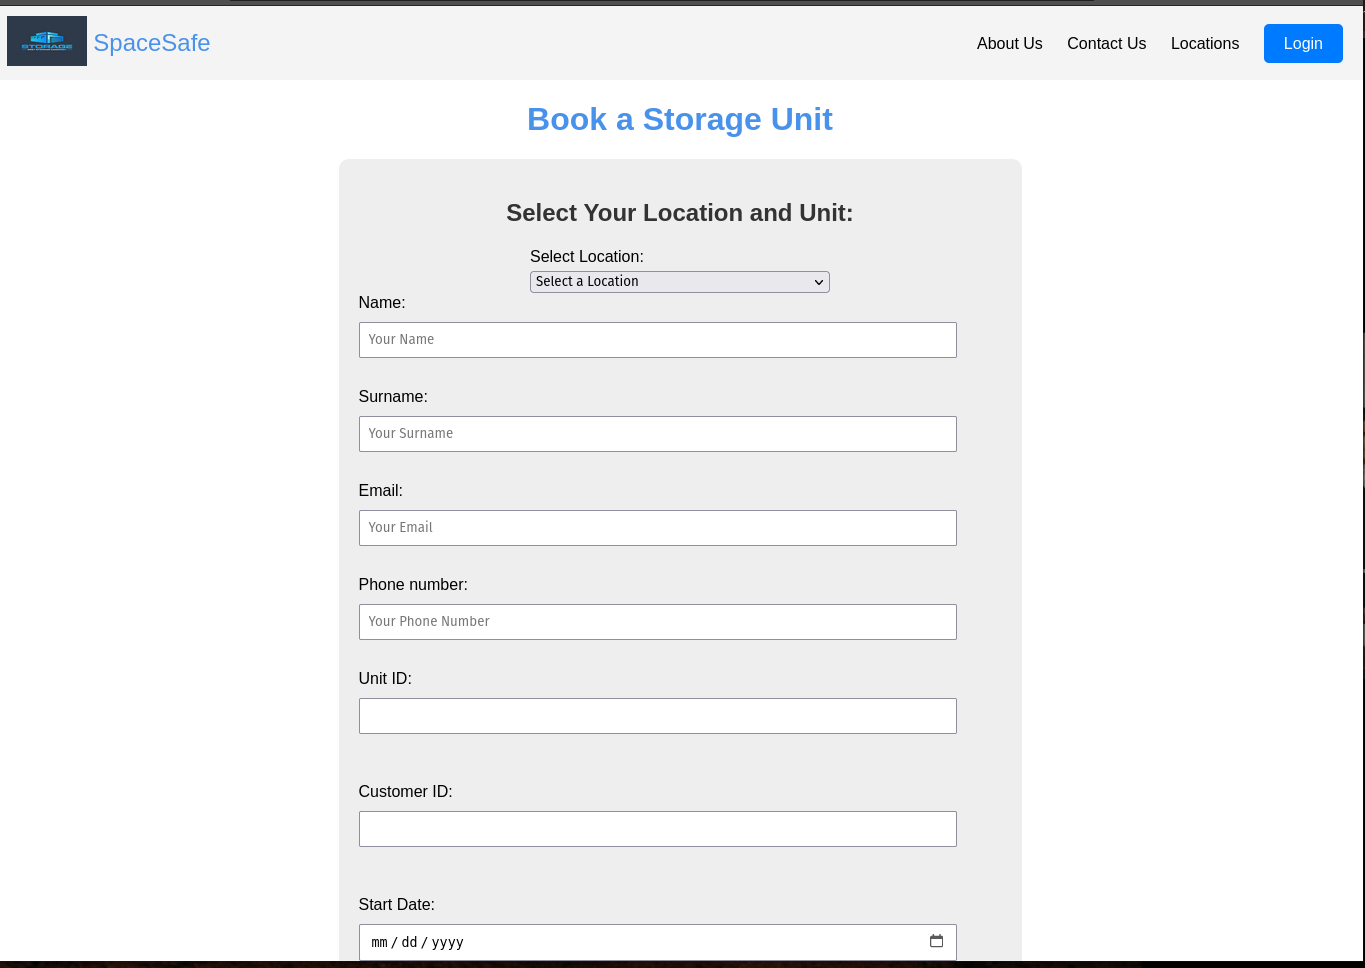 STORAGE
SpaceSafe
About Us
Contact Us
Locations
Login
Book a Storage Unit
Select Your Location and Unit:
Select Location:
Select a Location
Name:
Your Name
Surname:
Your Surname
Email:
Your Email
Phone number:
Your Phone Number
Unit ID:
Customer ID:
Start Date:
mm / dd / yyyy